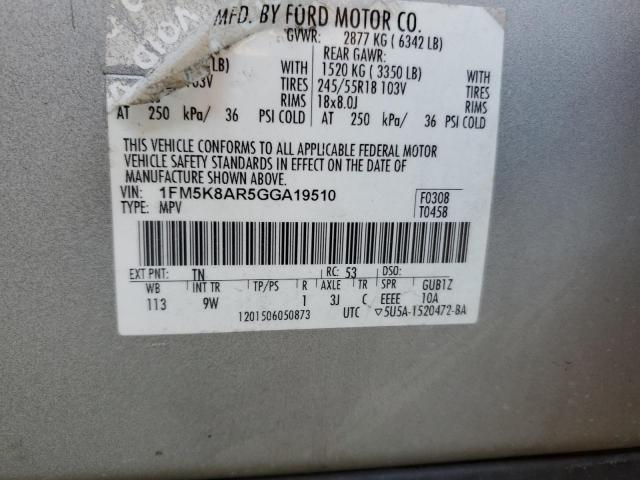 MFD. BY FORD MOTOR CO.
VOID
GVWR: 2877 KG ( 6342 LB)
REAR GAWR:
LB) WITH 1520 KG ( 3350 LB) WITH
103V TIRES 245/55R18 103V TIRES
RIMS 18x8.0J RIMS
AT 250 kPa/ 36 PSI COLD AT 250 kPa/ 36 PSI COLD
THIS VEHICLE CONFORMS TO ALL APPLICABLE FEDERAL MOTOR
VEHICLE SAFETY STANDARDS IN EFFECT ON THE DATE OF
MANUFACTURE SHOWN ABOVE.
VIN: 1FM5K8AR5GGA19510 F0308
TYPE: MPV T0458
EXT PNT: TN RC: 53 DSO:
WB INT TR TP/PS R AXLE TR SPR GUB1Z
113 9W 1 3J C EEEE 10A
1201506050873 UTC ▽5U5A-1520472-BA